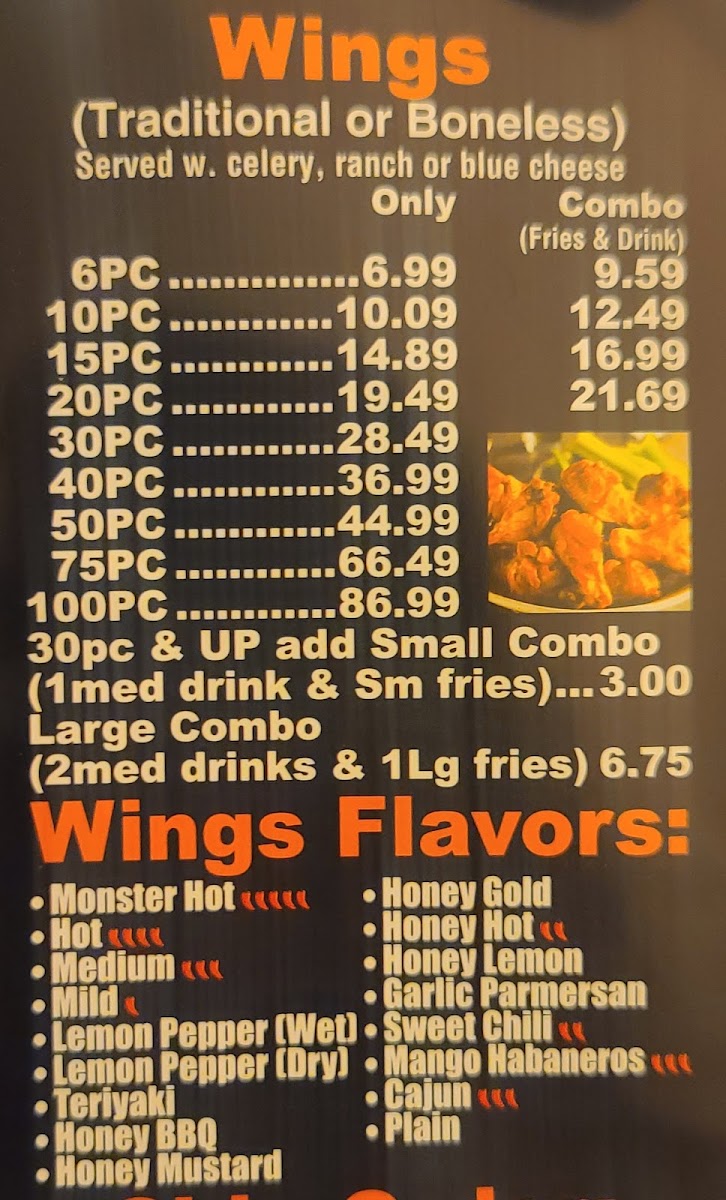 Wings
(Traditional or Boneless)
Served w. celery, ranch or blue cheese
Only Combo
(Fries & Drink)
6PC..............6.99 9.59
10PC............10.09 12.49
15PC............14.89 16.99
20PC............19.49 21.69
30PC............28.49
40PC............36.99
50PC............44.99
75PC............66.49
100PC............86.99
30pc & UP add Small Combo
(1med drink & Sm fries)...3.00
Large Combo
(2med drinks & 1Lg fries) 6.75
Wings Flavors:
• Monster Hot • Honey Gold
• Hot • Honey Hot
• Medium • Honey Lemon
• Mild • Garlic Parmersan
• Lemon Pepper (Wet) • Sweet Chili
• Lemon Pepper (Dry) • Mango Habaneros
• Teriyaki • Cajun
• Honey BBQ • Plain
• Honey Mustard